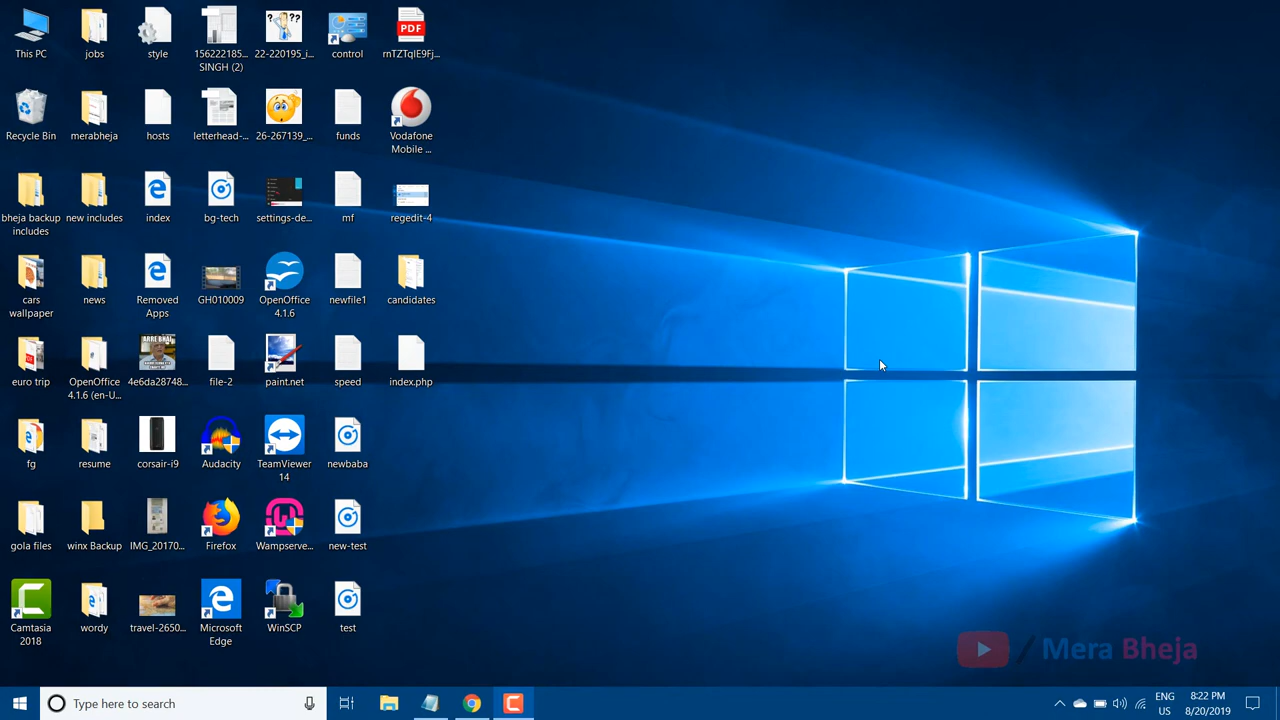 This PC
jobs
style
156222185...
SINGH (2)
22-220195_i...
control
PDF
rnTZTqIE9Fj...
Recycle Bin
merabheja
hosts
letterhead-...
26-267139_...
funds
Vodafone
Mobile ...
bheja backup
includes
new includes
index
bg-tech
settings-de...
mf
regedit-4
cars
wallpaper
news
Removed
Apps
GH010009
OpenOffice
4.1.6
newfile1
candidates
euro trip
OpenOffice
4.1.6 (en-U...
ARRE BHAI
4e6da28748...
file-2
paint.net
speed
index.php
fg
resume
corsair-i9
Audacity
TeamViewer
14
newbaba
gola files
winx Backup
IMG_20170...
Firefox
Wampserve...
new-test
Camtasia
2018
wordy
travel-2650...
Microsoft
Edge
WinSCP
test
/ Mera Bheja
Type here to search
ENG
US
8:22 PM
8/20/2019